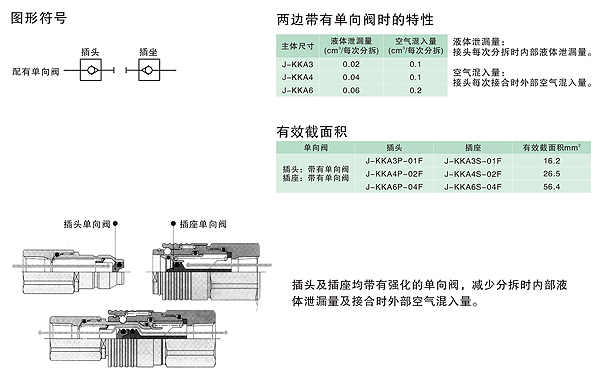 图形符号
插头 插座
配有单向阀
插头单向阀 插座单向阀
两边带有单向阀时的特性
主体尺寸 液体泄漏量 (cm³/每次分拆) 空气混入量 (cm³/每次分拆)
J-KKA3 0.02 0.1
J-KKA4 0.04 0.1
J-KKA6 0.06 0.2
液体泄漏量：
接头每次分拆时内部液体泄漏量。
空气混入量：
接头每次接合时外部空气混入量。
有效截面积
单向阀 插头 插座 有效截面积mm²
插头：带有单向阀
插座：带有单向阀
J-KKA3P-01F J-KKA3S-01F 16.2
J-KKA4P-02F J-KKA4S-02F 26.5
J-KKA6P-04F J-KKA6S-04F 56.4
插头及插座均带有强化的单向阀，减少分拆时内部液
体泄漏量及接合时外部空气混入量。